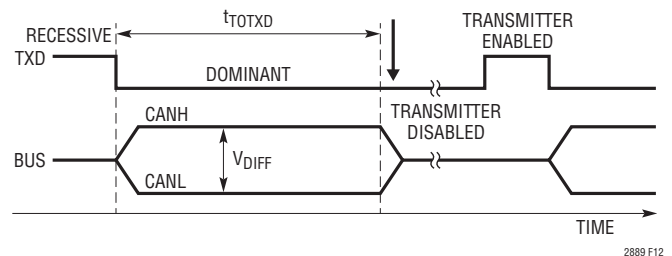 tTOTXD
TRANSMITTER
ENABLED
RECESSIVE
TXD
DOMINANT
TRANSMITTER
DISABLED
CANH
BUS
VDIFF
CANL
TIME
2889 F12